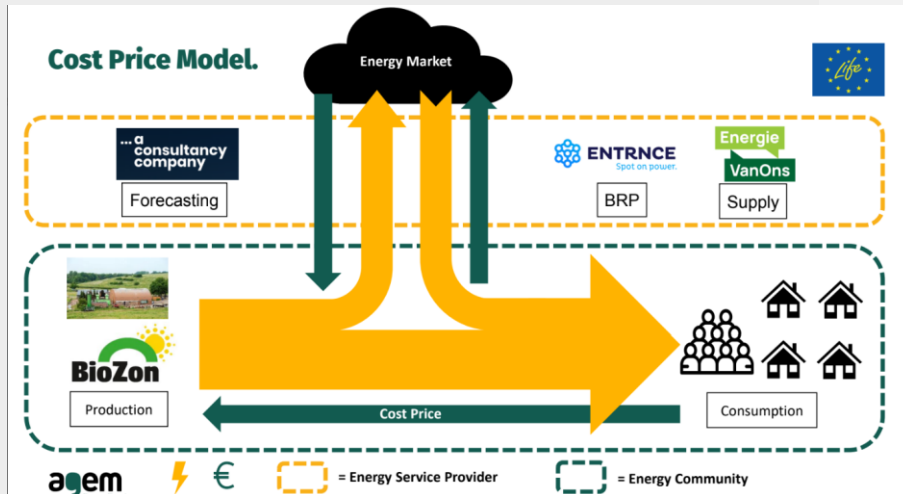 Cost Price Model.
Energy Market
Life
...a
consultancy
company
Forecasting
ENTRNCE
Spot on power.
BRP
Energie
VanOns
Supply
BioZon
Production
Cost Price
Consumption
agem
€
= Energy Service Provider
= Energy Community